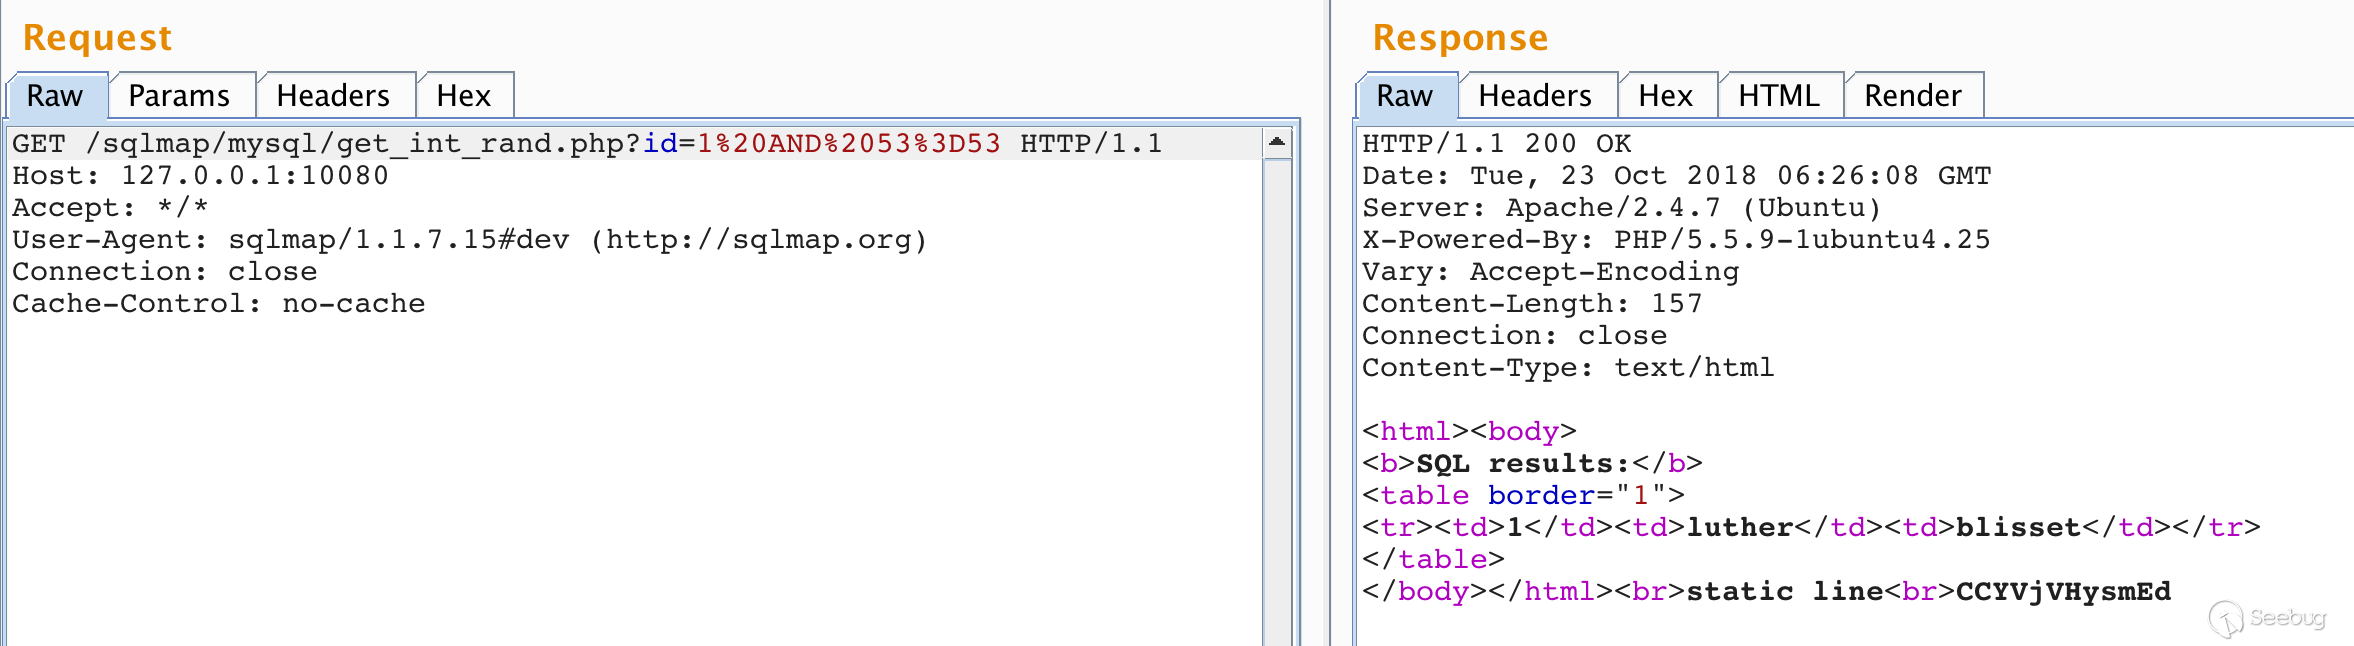 Request
Raw Params Headers Hex
GET /sqlmap/mysql/get_int_rand.php?id=1%20AND%2053%3D53 HTTP/1.1
Host: 127.0.0.1:10080
Accept: */*
User-Agent: sqlmap/1.1.7.15#dev (http://sqlmap.org)
Connection: close
Cache-Control: no-cache
Response
Raw Headers Hex HTML Render
HTTP/1.1 200 OK
Date: Tue, 23 Oct 2018 06:26:08 GMT
Server: Apache/2.4.7 (Ubuntu)
X-Powered-By: PHP/5.5.9-1ubuntu4.25
Vary: Accept-Encoding
Content-Length: 157
Connection: close
Content-Type: text/html

<html><body>
<b>SQL results:</b>
<table border="1">
<tr><td>1</td><td>luther</td><td>blisset</td></tr>
</table>
</body></html><br>static line<br>CCYVjVHysmEd
Seebug